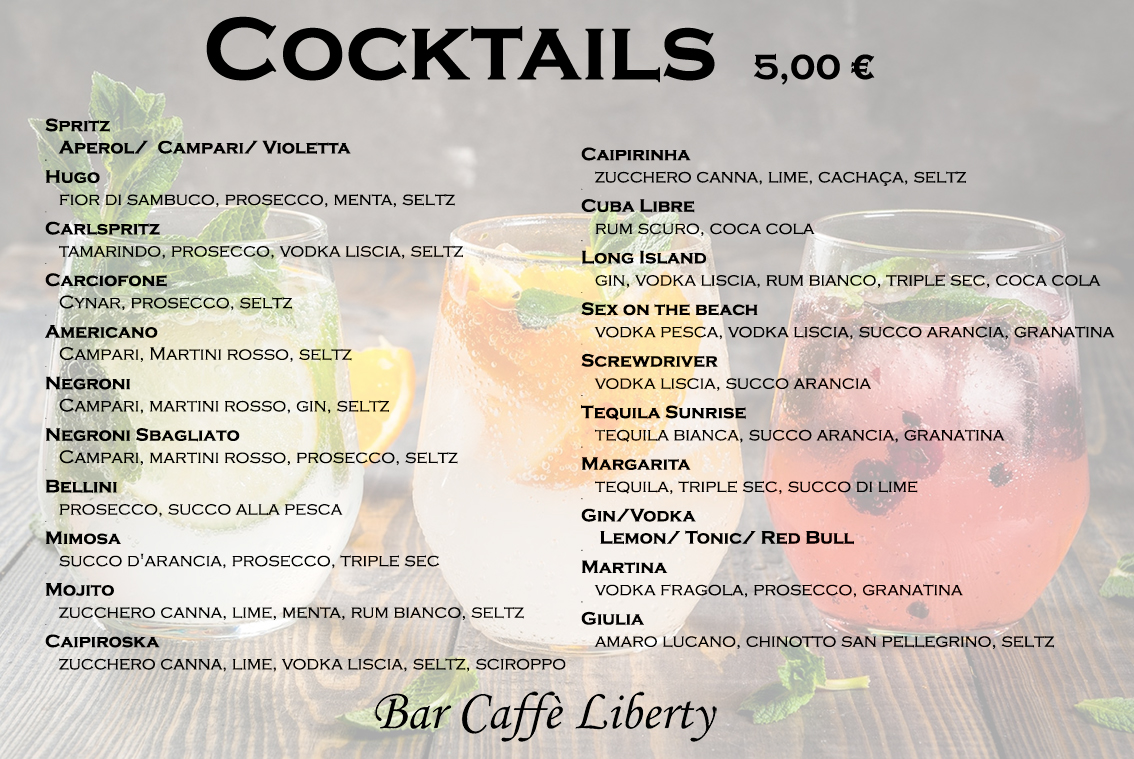 COCKTAILS 5,00 €
SPRITZ
APEROL/ CAMPARI/ VIOLETTA
HUGO
FIOR DI SAMBUCO, PROSECCO, MENTA, SELTZ
CARLSPRITZ
TAMARINDO, PROSECCO, VODKA LISCIA, SELTZ
CARCIOFONE
CYNAR, PROSECCO, SELTZ
AMERICANO
CAMPARI, MARTINI ROSSO, SELTZ
NEGRONI
CAMPARI, MARTINI ROSSO, GIN, SELTZ
NEGRONI SBAGLIATO
CAMPARI, MARTINI ROSSO, PROSECCO, SELTZ
BELLINI
PROSECCO, SUCCO ALLA PESCA
MIMOSA
SUCCO D'ARANCIA, PROSECCO, TRIPLE SEC
MOJITO
ZUCCHERO CANNA, LIME, MENTA, RUM BIANCO, SELTZ
CAIPIROSKA
ZUCCHERO CANNA, LIME, VODKA LISCIA, SELTZ, SCIROPPO
CAIPIRINHA
ZUCCHERO CANNA, LIME, CACHAÇA, SELTZ
CUBA LIBRE
RUM SCURO, COCA COLA
LONG ISLAND
GIN, VODKA LISCIA, RUM BIANCO, TRIPLE SEC, COCA COLA
SEX ON THE BEACH
VODKA PESCA, VODKA LISCIA, SUCCO ARANCIA, GRANATINA
SCREWDRIVER
VODKA LISCIA, SUCCO ARANCIA
TEQUILA SUNRISE
TEQUILA BIANCA, SUCCO ARANCIA, GRANATINA
MARGARITA
TEQUILA, TRIPLE SEC, SUCCO DI LIME
GIN/VODKA
LEMON/ TONIC/ RED BULL
MARTINA
VODKA FRAGOLA, PROSECCO, GRANATINA
GIULIA
AMARO LUCANO, CHINOTTO SAN PELLEGRINO, SELTZ
Bar Caffè Liberty